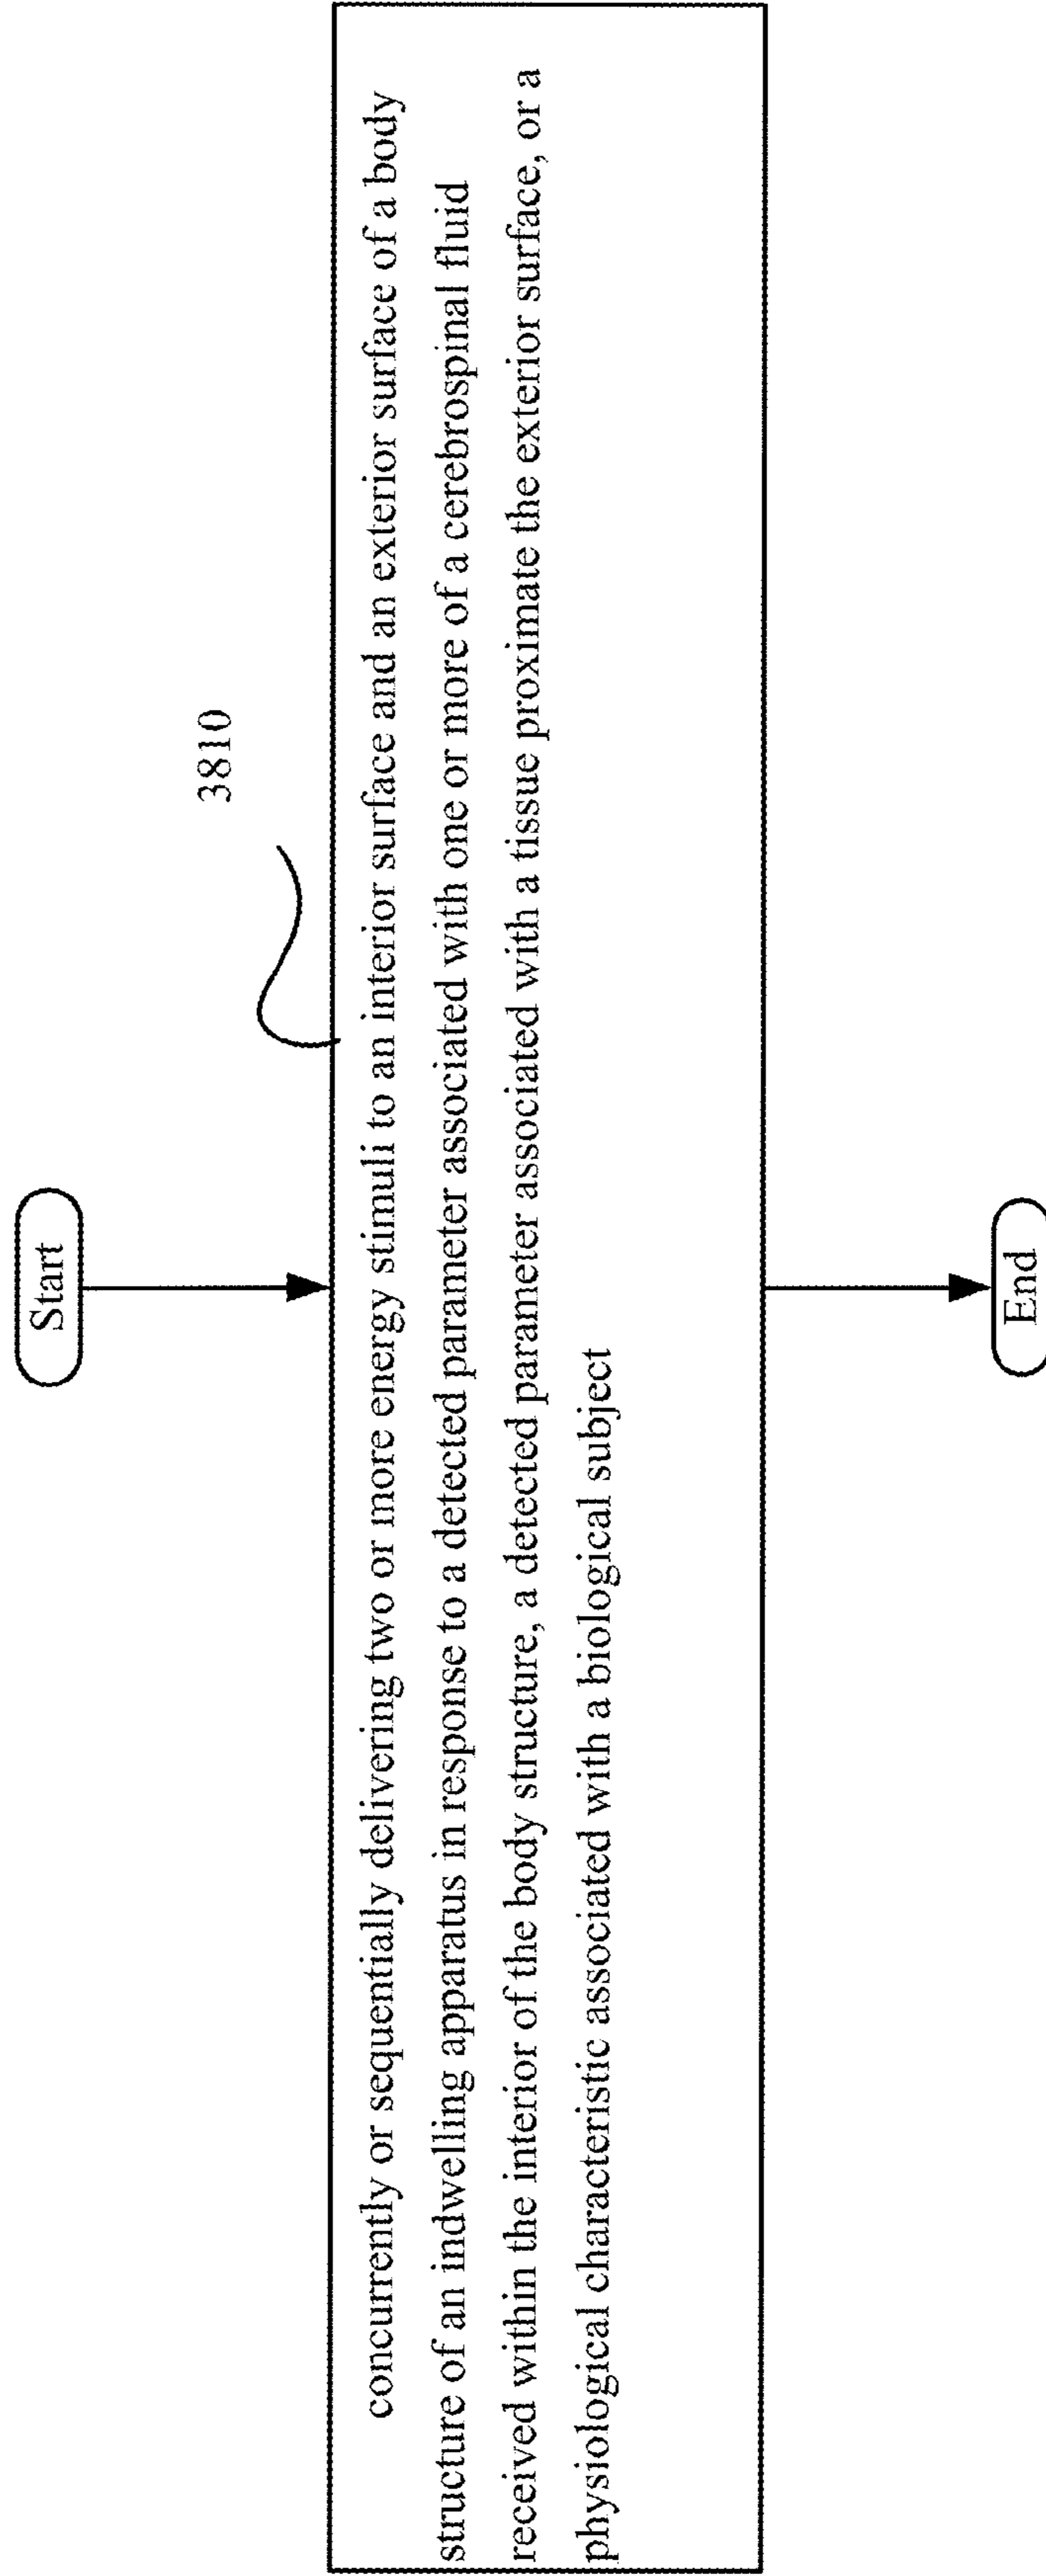 Start
3810
concurrently or sequentially delivering two or more energy stimuli to an interior surface and an exterior surface of a body
structure of an indwelling apparatus in response to a detected parameter associated with one or more of a cerebrospinal fluid
received within the interior of the body structure, a detected parameter associated with a tissue proximate the exterior surface, or a
physiological characteristic associated with a biological subject
End